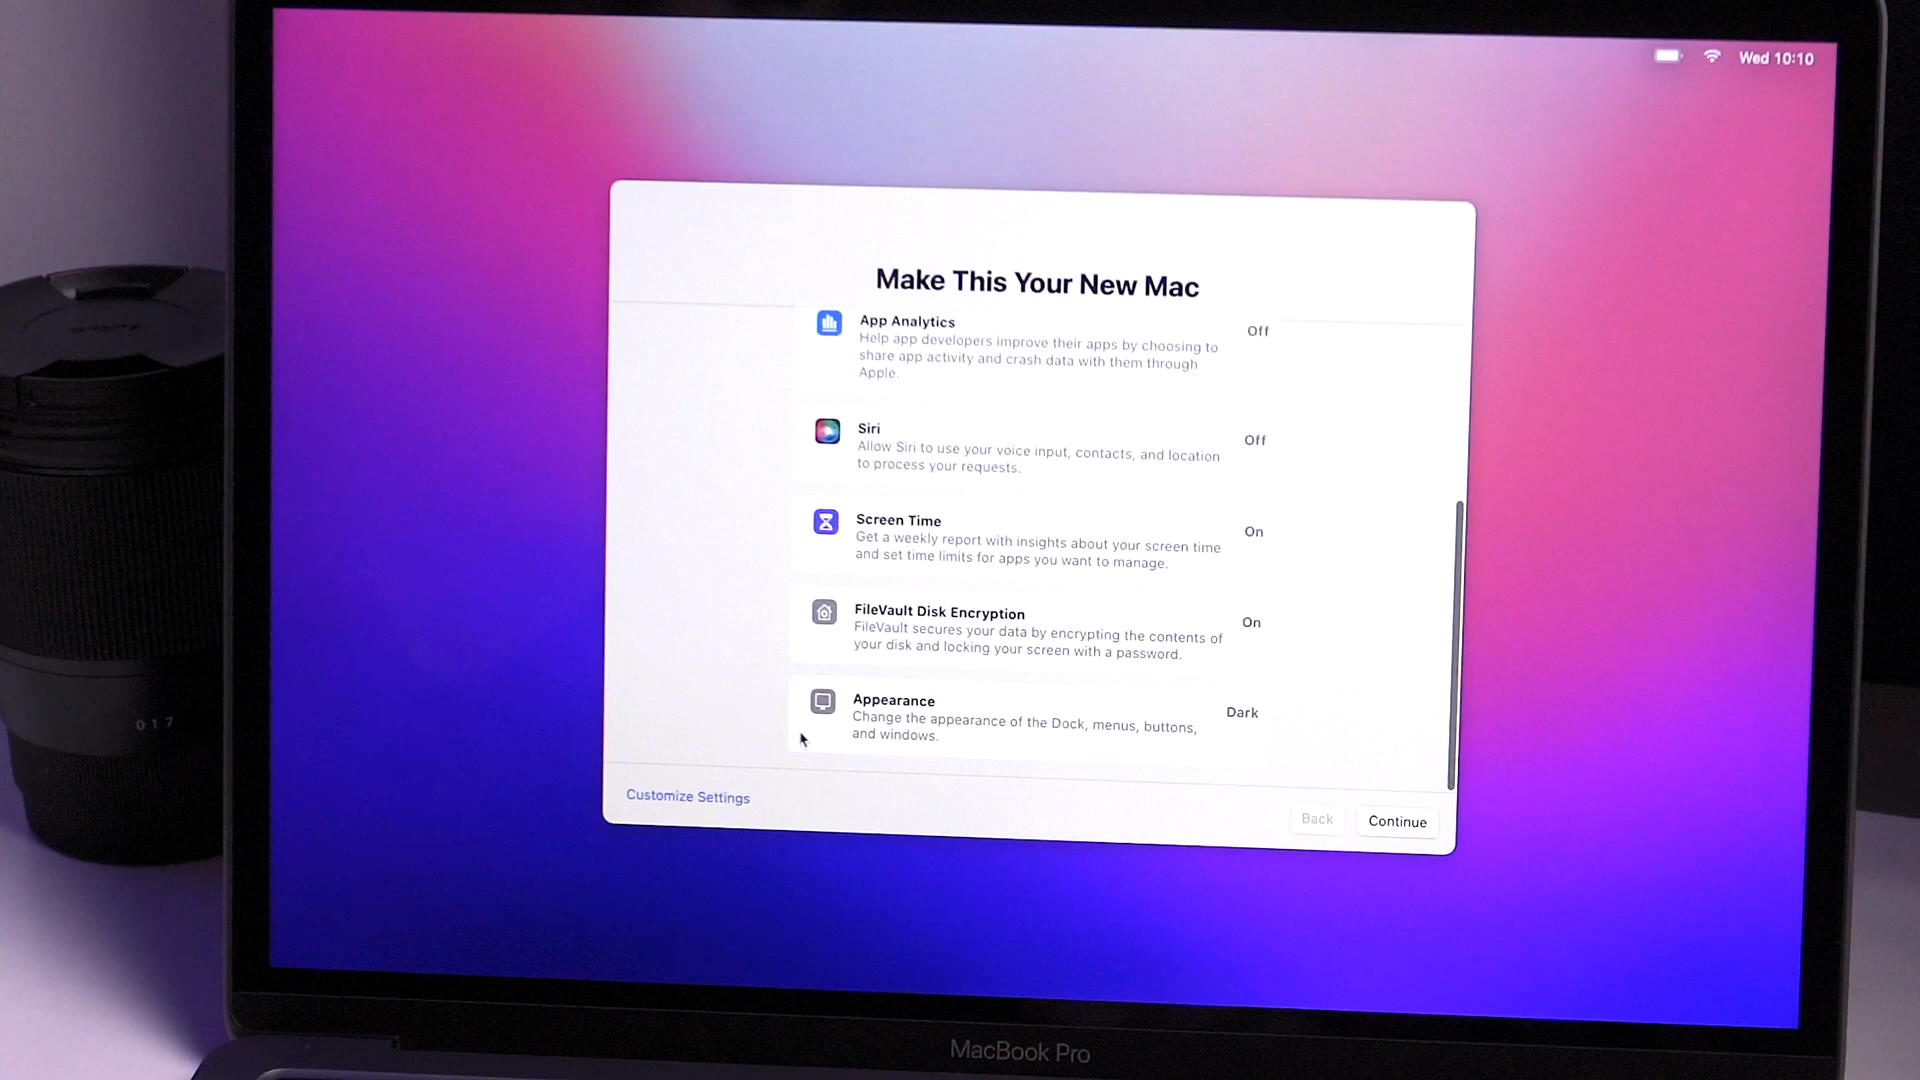 Wed 10:10
Make This Your New Mac
App Analytics
Off
Help app developers improve their apps by choosing to
share app activity and crash data with them through
Apple.
Siri
Off
Allow Siri to use your voice input, contacts, and location
to process your requests.
Screen Time
On
Get a weekly report with insights about your screen time
and set time limits for apps you want to manage.
FileVault Disk Encryption
On
FileVault secures your data by encrypting the contents of
your disk and locking your screen with a password.
Appearance
Dark
Change the appearance of the Dock, menus, buttons,
and windows.
Customize Settings
Back
Continue
017
MacBook Pro